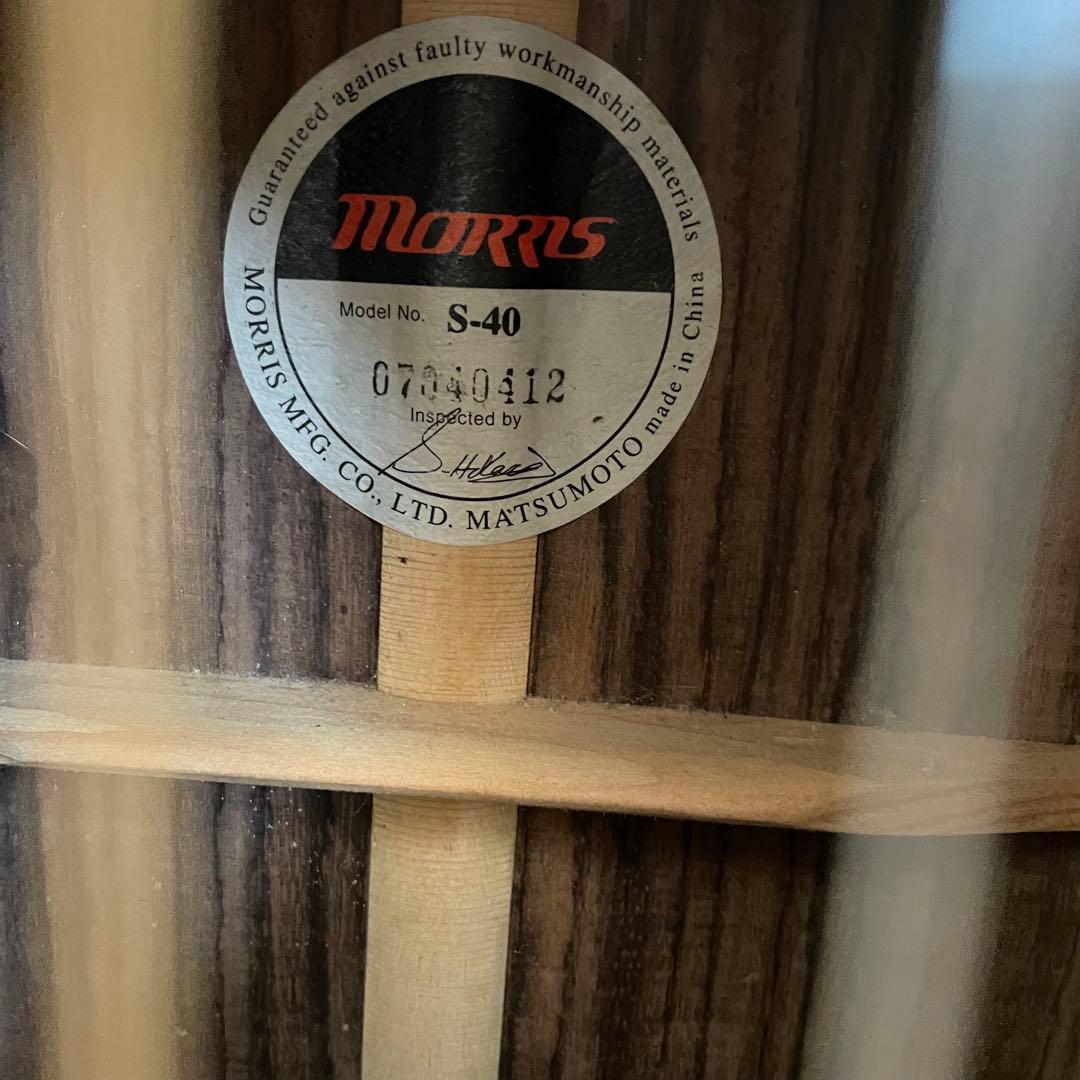 Guaranteed against faulty workmanship materials
MORRIS
Model No. S-40
07040412
Inspected by
MORRIS MFG. CO., LTD. MATSUMOTO made in China